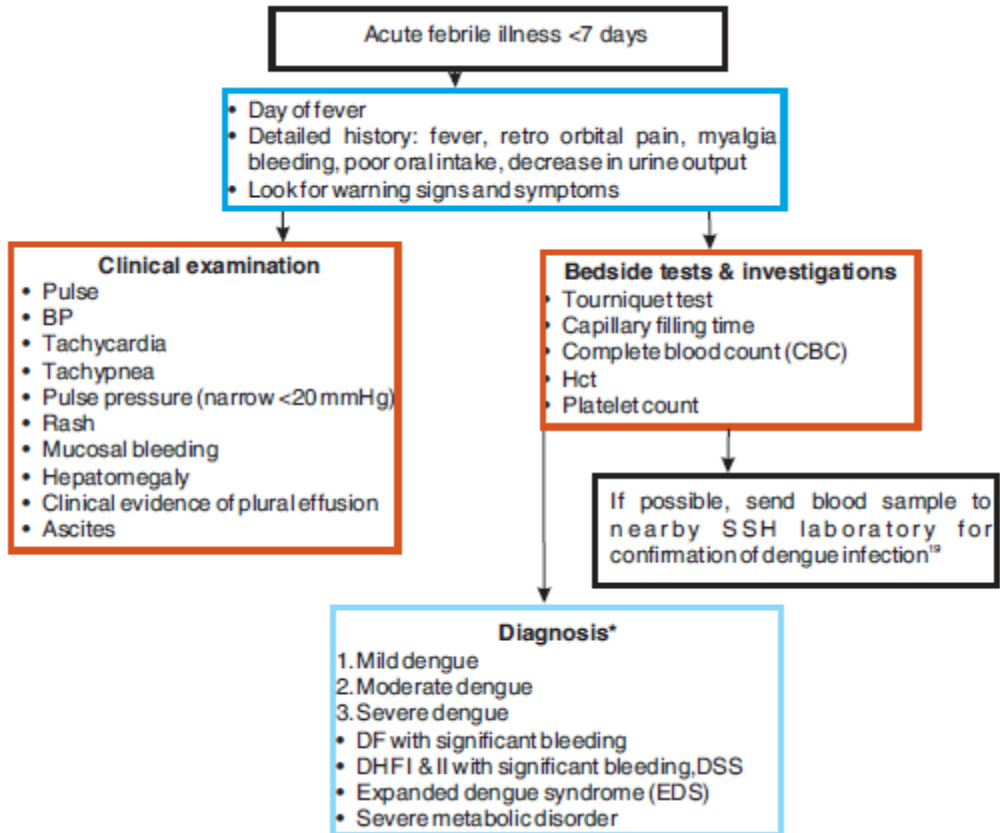 Acute febrile illness <7 days
• Day of fever
• Detailed history: fever, retro orbital pain, myalgia
bleeding, poor oral intake, decrease in urine output
• Look for warning signs and symptoms
Clinical examination
• Pulse
• BP
• Tachycardia
• Tachypnea
• Pulse pressure (narrow <20 mmHg)
• Rash
• Mucosal bleeding
• Hepatomegaly
• Clinical evidence of plural effusion
• Ascites
Bedside tests & investigations
• Tourniquet test
• Capillary filling time
• Complete blood count (CBC)
• Hct
• Platelet count
If possible, send blood sample to
nearby SSH laboratory for
confirmation of dengue infection¹⁹
Diagnosis*
1. Mild dengue
2. Moderate dengue
3. Severe dengue
• DF with significant bleeding
• DHF I & II with significant bleeding,DSS
• Expanded dengue syndrome (EDS)
• Severe metabolic disorder